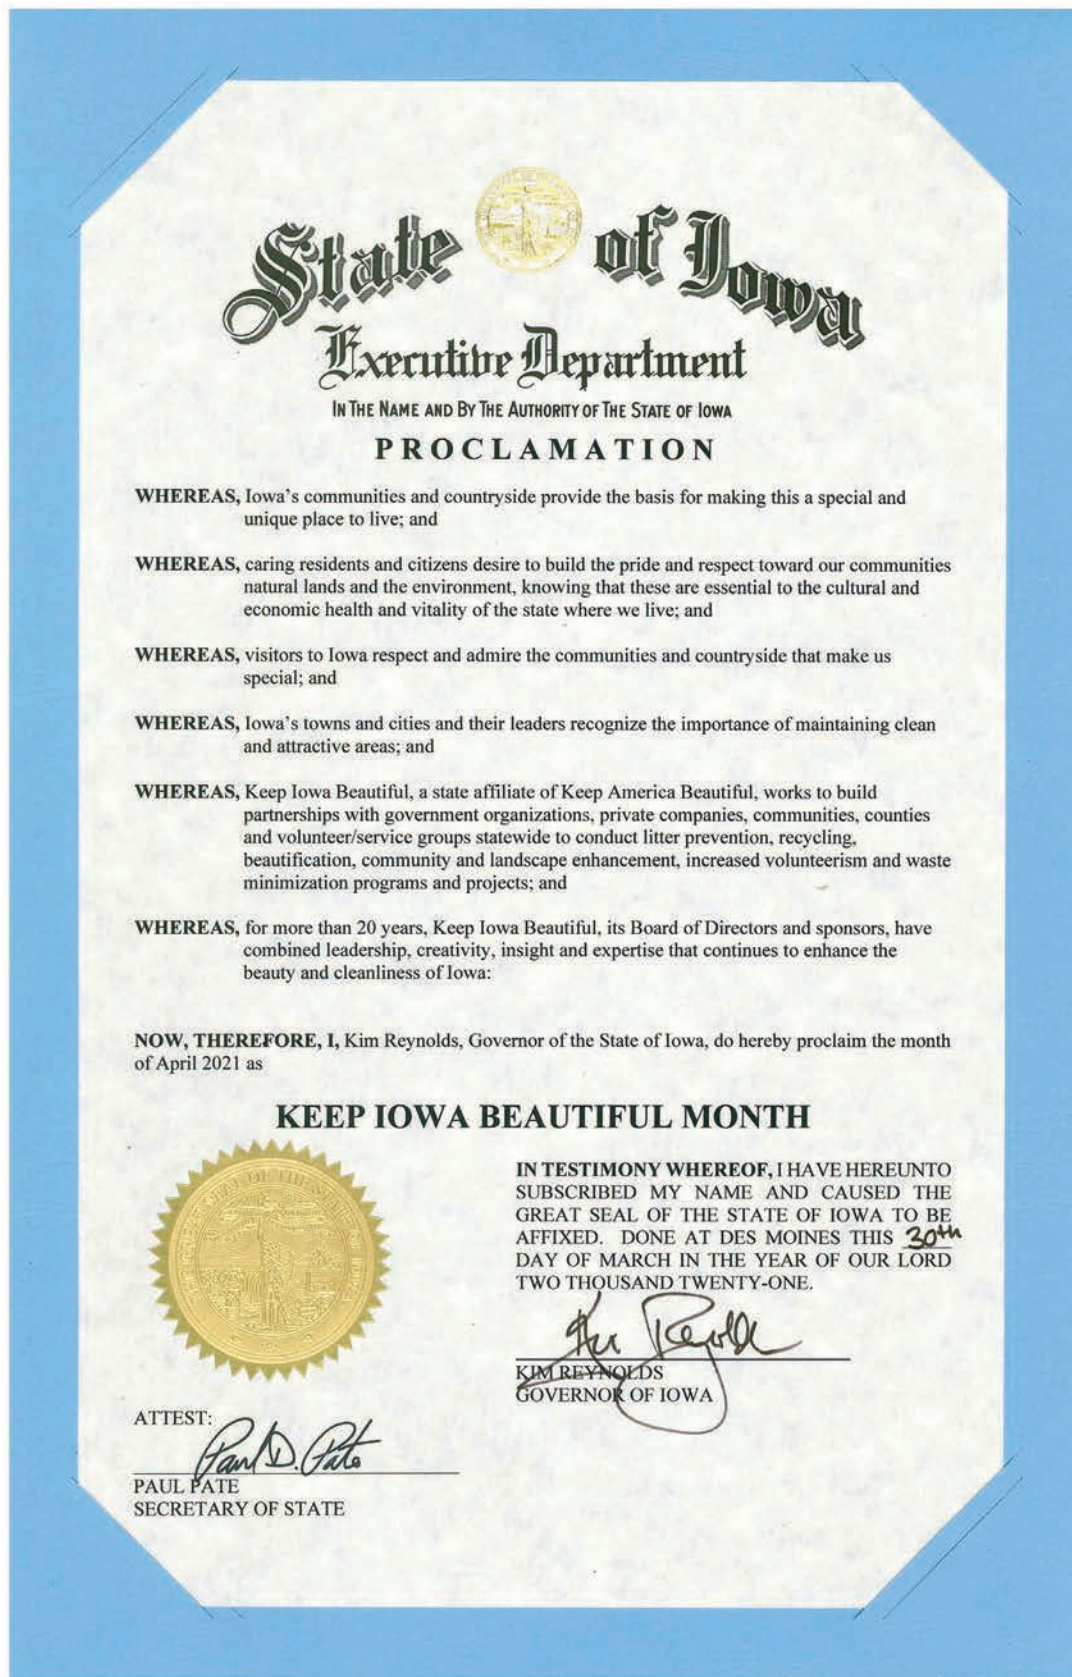 State of Iowa
Executive Department
IN THE NAME AND BY THE AUTHORITY OF THE STATE OF IOWA
PROCLAMATION
WHEREAS, Iowa's communities and countryside provide the basis for making this a special and
unique place to live; and
WHEREAS, caring residents and citizens desire to build the pride and respect toward our communities
natural lands and the environment, knowing that these are essential to the cultural and
economic health and vitality of the state where we live; and
WHEREAS, visitors to Iowa respect and admire the communities and countryside that make us
special; and
WHEREAS, Iowa's towns and cities and their leaders recognize the importance of maintaining clean
and attractive areas; and
WHEREAS, Keep Iowa Beautiful, a state affiliate of Keep America Beautiful, works to build
partnerships with government organizations, private companies, communities, counties
and volunteer/service groups statewide to conduct litter prevention, recycling,
beautification, community and landscape enhancement, increased volunteerism and waste
minimization programs and projects; and
WHEREAS, for more than 20 years, Keep Iowa Beautiful, its Board of Directors and sponsors, have
combined leadership, creativity, insight and expertise that continues to enhance the
beauty and cleanliness of Iowa:
NOW, THEREFORE, I, Kim Reynolds, Governor of the State of Iowa, do hereby proclaim the month
of April 2021 as
KEEP IOWA BEAUTIFUL MONTH
IN TESTIMONY WHEREOF, I HAVE HEREUNTO
SUBSCRIBED MY NAME AND CAUSED THE
GREAT SEAL OF THE STATE OF IOWA TO BE
AFFIXED. DONE AT DES MOINES THIS 30th
DAY OF MARCH IN THE YEAR OF OUR LORD
TWO THOUSAND TWENTY-ONE.
Kim Reynolds
KIM REYNOLDS
GOVERNOR OF IOWA
ATTEST:
Paul D. Pate
PAUL PATE
SECRETARY OF STATE